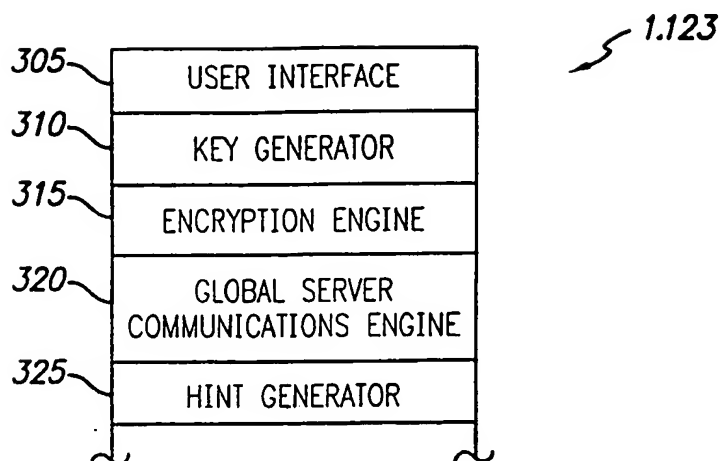 1.123
305
USER INTERFACE
310
KEY GENERATOR
315
ENCRYPTION ENGINE
320
GLOBAL SERVER
COMMUNICATIONS ENGINE
325
HINT GENERATOR